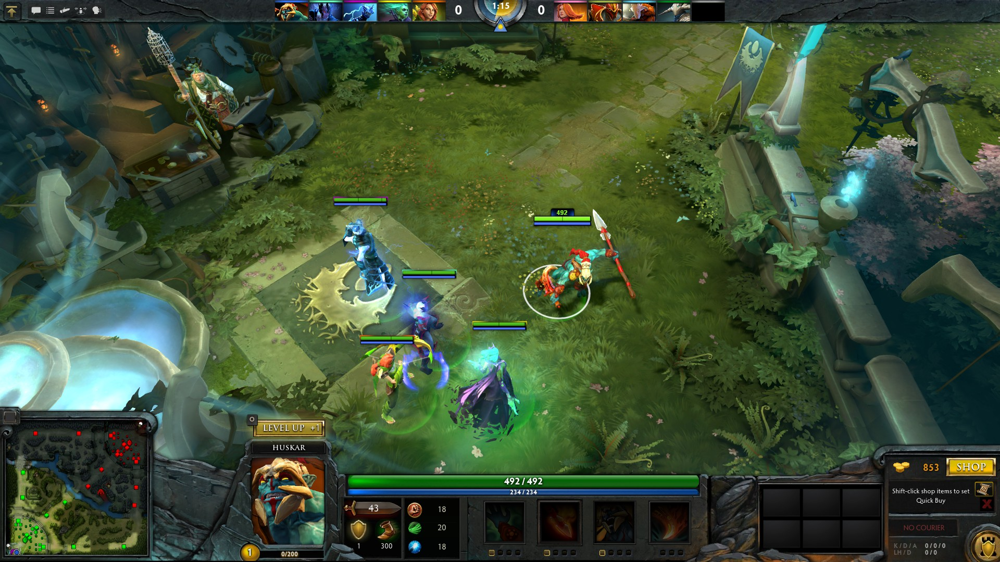 0
1:15
0
492
O
LEVEL UP +1
HUSKAR
1
0/200
492 / 492
234 / 234
43
1
300
18
20
18
853
SHOP
Shift-click shop items to set
Quick Buy
NO COURIER
K/D/A 0/0/0
LH/D 0/0